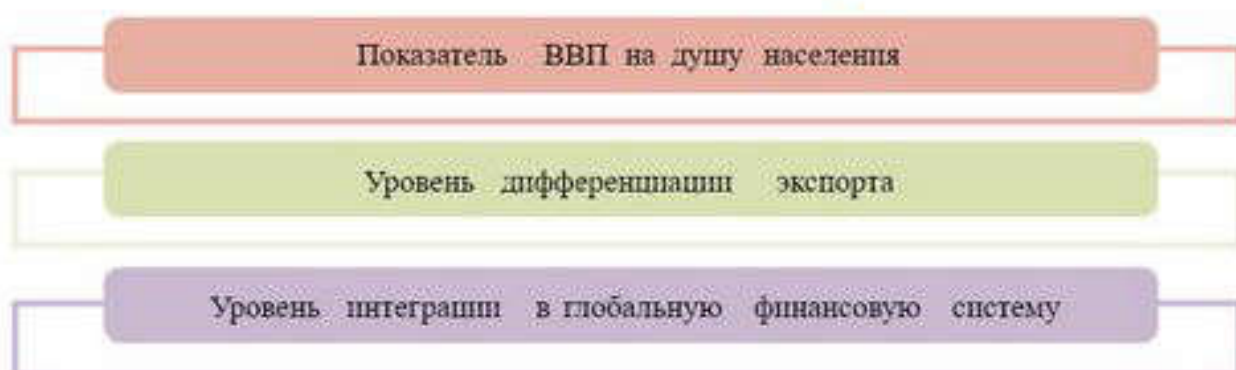 Показатель ВВП на душу населения
Уровень дифференциации экспорта
Уровень интеграции в глобальную финансовую систему